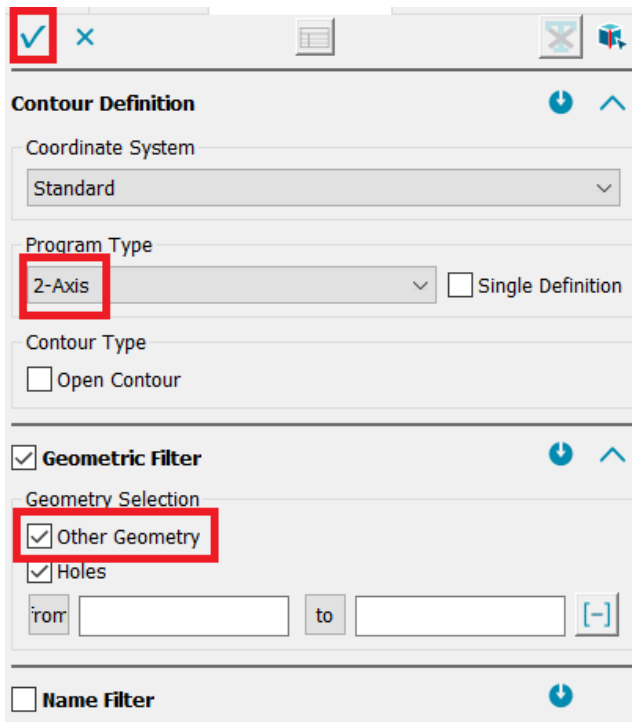 Contour Definition
Coordinate System
Standard
Program Type
2-Axis
Single Definition
Contour Type
Open Contour
Geometric Filter
Geometry Selection
Other Geometry
Holes
from to
[-]
Name Filter